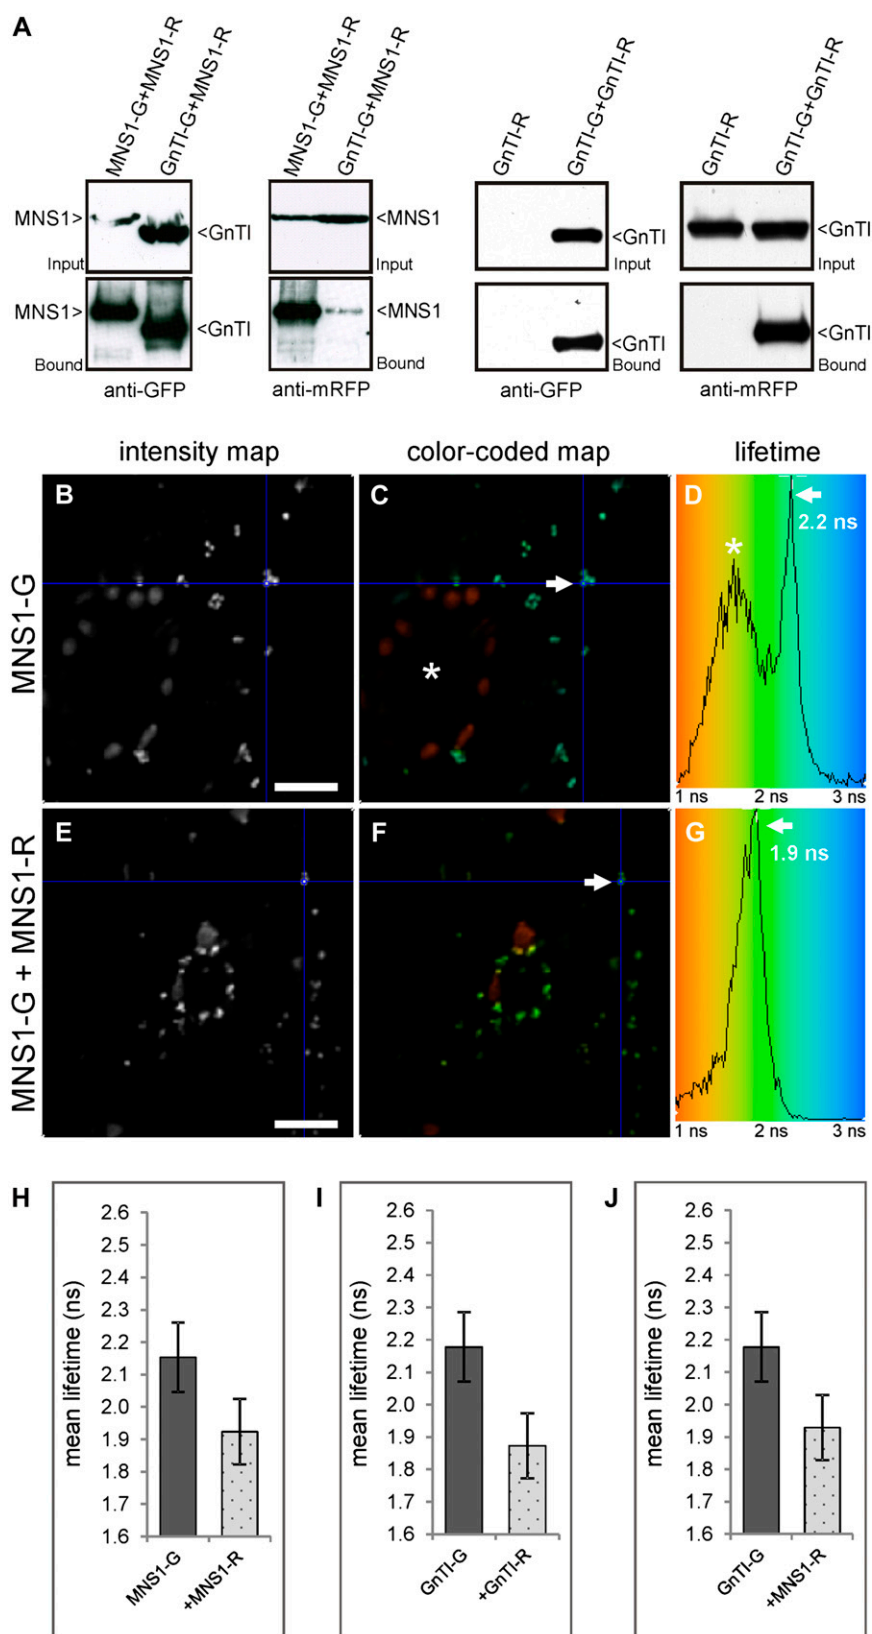 A
MNS1-G+MNS1-R
GnTI-G+MNS1-R
MNS1-G+MNS1-R
GnTI-G+MNS1-R
GnTI-R
GnTI-G+GnTI-R
GnTI-R
GnTI-G+GnTI-R
MNS1> <GnTI <MNS1 <GnTI <GnTI
Input Input Input Input
MNS1> <GnTI <MNS1 <GnTI <GnTI
Bound Bound Bound Bound
anti-GFP anti-mRFP anti-GFP anti-mRFP
intensity map color-coded map lifetime
MNS1-G
B C D
2.2 ns
*
*
1 ns 2 ns 3 ns
MNS1-G + MNS1-R
E F G
1.9 ns
1 ns 2 ns 3 ns
H
mean lifetime (ns)
2.6
2.5
2.4
2.3
2.2
2.1
2.0
1.9
1.8
1.7
1.6
MNS1-G
+MNS1-R
I
mean lifetime (ns)
2.6
2.5
2.4
2.3
2.2
2.1
2.0
1.9
1.8
1.7
1.6
GnTI-G
+GnTI-R
J
mean lifetime (ns)
2.6
2.5
2.4
2.3
2.2
2.1
2.0
1.9
1.8
1.7
1.6
GnTI-G
+MNS1-R